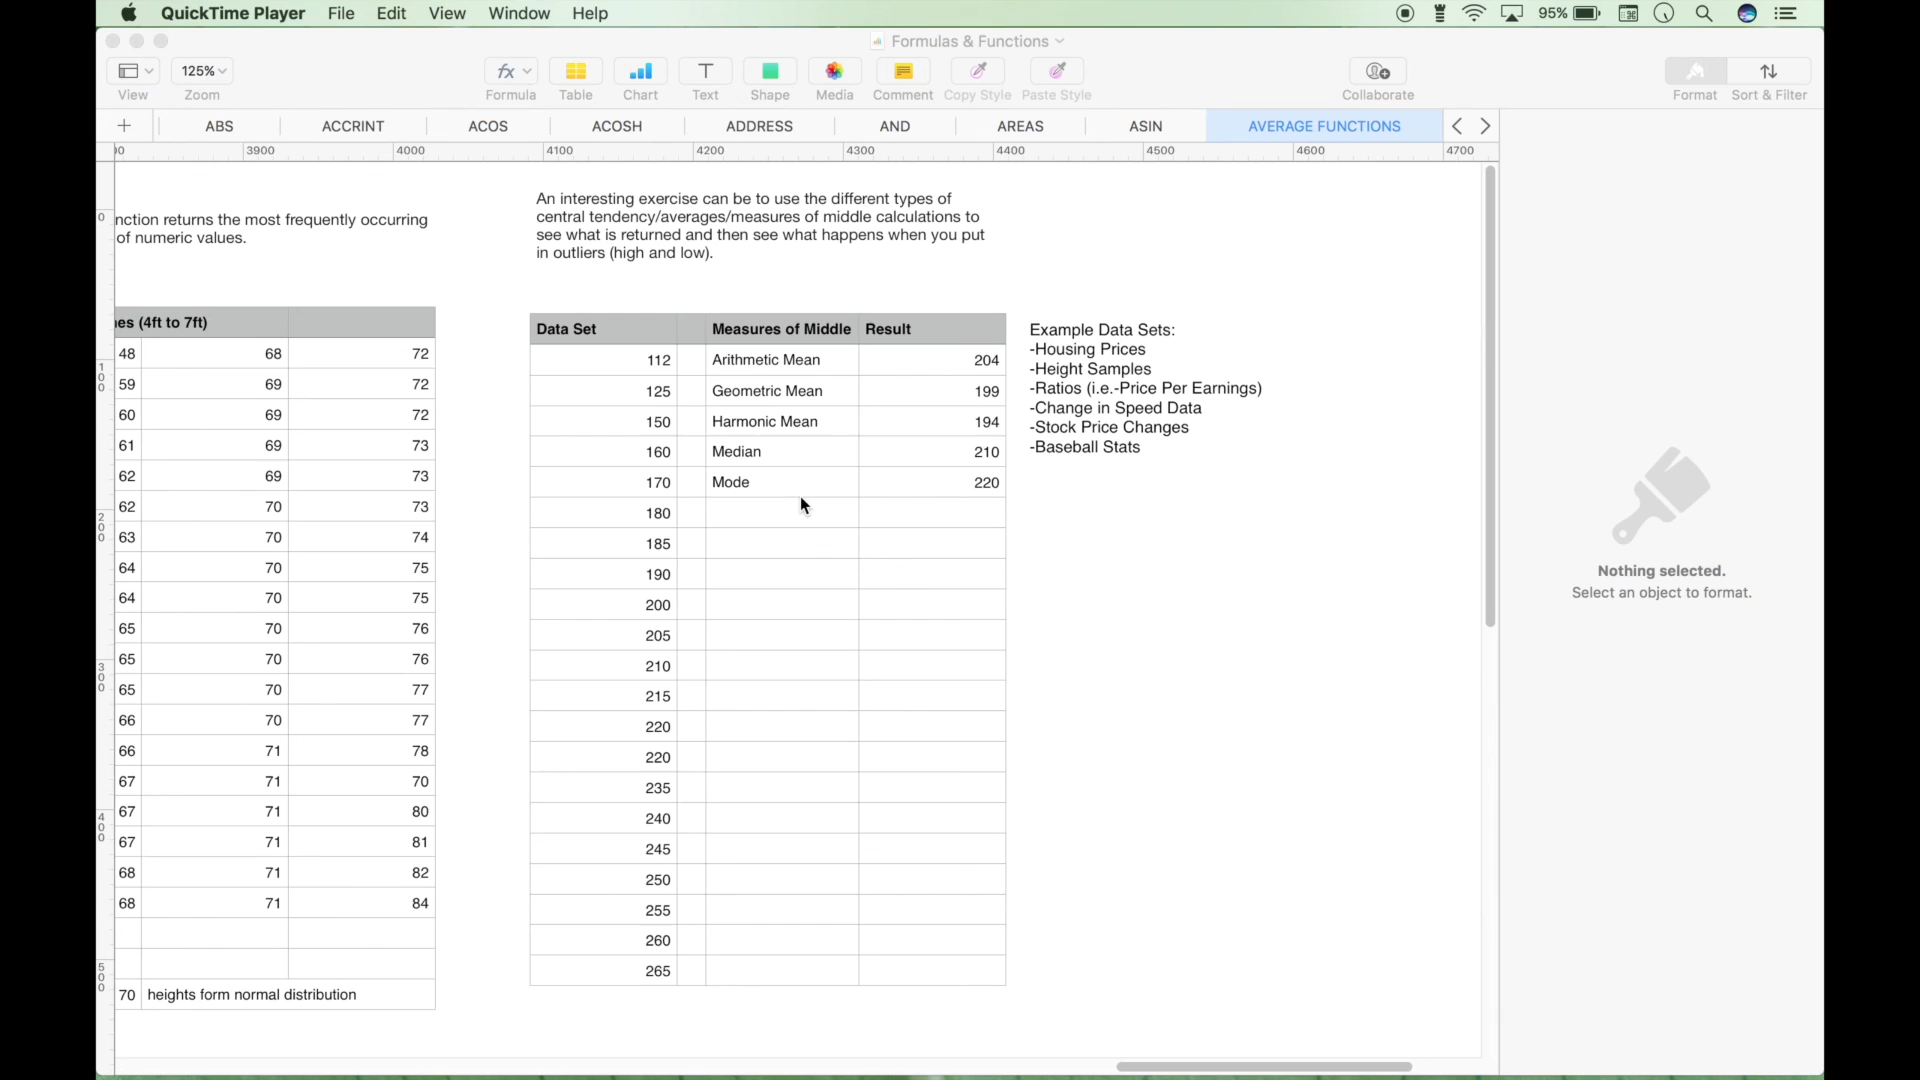 QuickTime Player File Edit View Window Help 95%
Formulas & Functions
125%
View Zoom Formula Table Chart Text Shape Media Comment Copy Style Paste Style Collaborate Format Sort & Filter
ABS ACCRINT ACOS ACOSH ADDRESS AND AREAS ASIN AVERAGE FUNCTIONS
00 3900 4000 4100 4200 4300 4400 4500 4600 4700
0
100
200
300
400
500
nction returns the most frequently occurring
of numeric values.
es (4ft to 7ft)
48 68 72
59 69 72
60 69 72
61 69 73
62 69 73
62 70 73
63 70 74
64 70 75
64 70 75
65 70 76
65 70 76
65 70 77
66 70 77
66 71 78
67 71 70
67 71 80
67 71 81
68 71 82
68 71 84
70 heights form normal distribution
An interesting exercise can be to use the different types of
central tendency/averages/measures of middle calculations to
see what is returned and then see what happens when you put
in outliers (high and low).
Data Set Measures of Middle Result
112 Arithmetic Mean 204
125 Geometric Mean 199
150 Harmonic Mean 194
160 Median 210
170 Mode 220
180
185
190
200
205
210
215
220
220
235
240
245
250
255
260
265
Example Data Sets:
-Housing Prices
-Height Samples
-Ratios (i.e.-Price Per Earnings)
-Change in Speed Data
-Stock Price Changes
-Baseball Stats
Nothing selected.
Select an object to format.